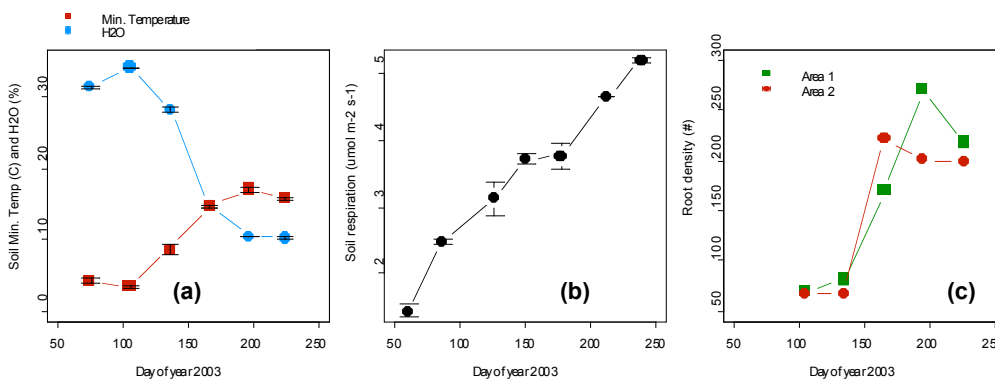 Min. Temperature
H2O
Soil Min. Temp (C) and H2O (%)
0 10 20 30
(a)
50 100 150 200 250
Day of year 2003
Soil respiration (umol m-2 s-1)
2 3 4 5
(b)
50 100 150 200 250
Day of year 2003
Area 1
Area 2
Root density (#)
50 100 150 200 250 300
(c)
50 100 150 200 250
Day of year 2003